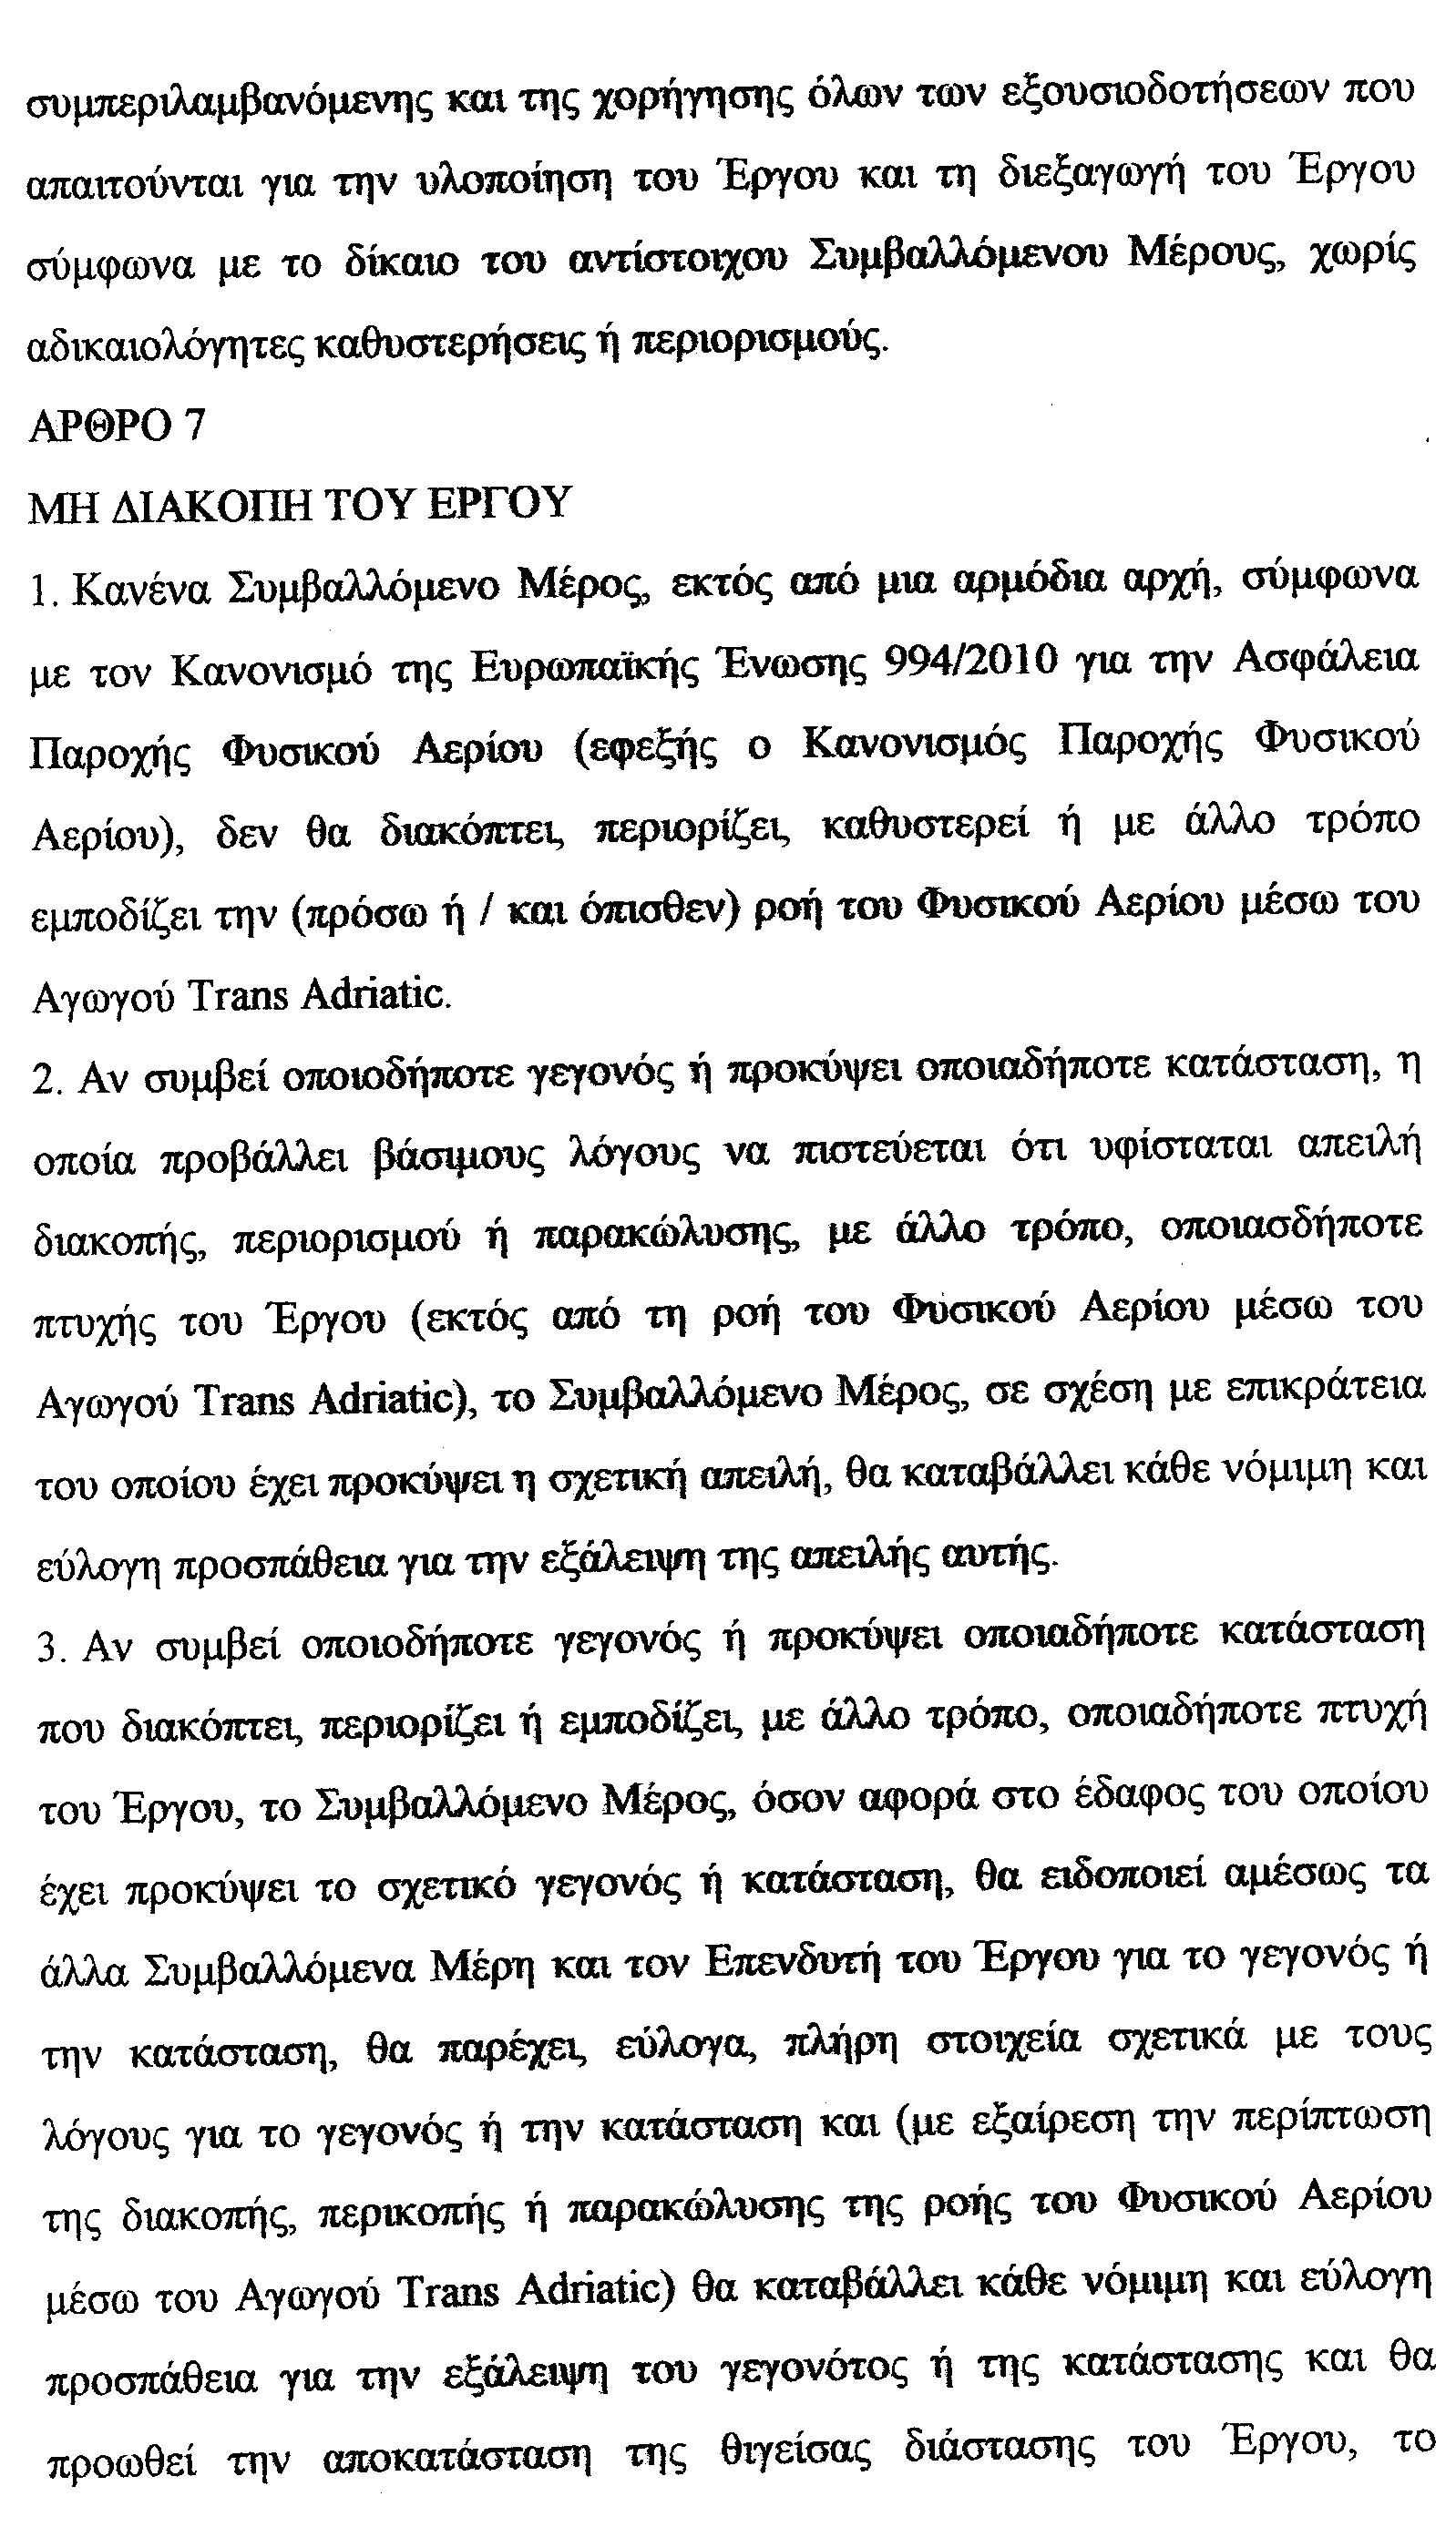 συμπεριλαμβανόμενης και της χορήγησης όλων των εξουσιοδοτήσεων που
απαιτούνται για την υλοποίηση του Έργου και τη διεξαγωγή του Έργου
σύμφωνα με το δίκαιο του αντίστοιχου Συμβαλλόμενου Μέρους, χωρίς
αδικαιολόγητες καθυστερήσεις ή περιορισμούς.
ΑΡΘΡΟ 7
ΜΗ ΔΙΑΚΟΠΗ ΤΟΥ ΕΡΓΟΥ
1. Κανένα Συμβαλλόμενο Μέρος, εκτός από μια αρμόδια αρχή, σύμφωνα
με τον Κανονισμό της Ευρωπαϊκής Ένωσης 994/2010 για την Ασφάλεια
Παροχής Φυσικού Αερίου (εφεξής ο Κανονισμός Παροχής Φυσικού
Αερίου), δεν θα διακόπτει, περιορίζει, καθυστερεί ή με άλλο τρόπο
εμποδίζει την (πρόσω ή / και όπισθεν) ροή του Φυσικού Αερίου μέσω του
Αγωγού Trans Adriatic.
2. Αν συμβεί οποιοδήποτε γεγονός ή προκύψει οποιαδήποτε κατάσταση, η
οποία προβάλλει βάσιμους λόγους να πιστεύεται ότι υφίσταται απειλή
διακοπής, περιορισμού ή παρακώλυσης, με άλλο τρόπο, οποιασδήποτε
πτυχής του Έργου (εκτός από τη ροή του Φυσικού Αερίου μέσω του
Αγωγού Trans Adriatic), το Συμβαλλόμενο Μέρος, σε σχέση με επικράτεια
του οποίου έχει προκύψει η σχετική απειλή, θα καταβάλλει κάθε νόμιμη και
εύλογη προσπάθεια για την εξάλειψη της απειλής αυτής.
3. Αν συμβεί οποιοδήποτε γεγονός ή προκύψει οποιαδήποτε κατάσταση
που διακόπτει, περιορίζει ή εμποδίζει, με άλλο τρόπο, οποιαδήποτε πτυχή
του Έργου, το Συμβαλλόμενο Μέρος, όσον αφορά στο έδαφος του οποίου
έχει προκύψει το σχετικό γεγονός ή κατάσταση, θα ειδοποιεί αμέσως τα
άλλα Συμβαλλόμενα Μέρη και τον Επενδυτή του Έργου για το γεγονός ή
την κατάσταση, θα παρέχει, εύλογα, πλήρη στοιχεία σχετικά με τους
λόγους για το γεγονός ή την κατάσταση και (με εξαίρεση την περίπτωση
της διακοπής, περικοπής ή παρακώλυσης της ροής του Φυσικού Αερίου
μέσω του Αγωγού Trans Adriatic) θα καταβάλλει κάθε νόμιμη και εύλογη
προσπάθεια για την εξάλειψη του γεγονότος ή της κατάστασης και θα
προωθεί την αποκατάσταση της θιγείσας διάστασης του Έργου, το